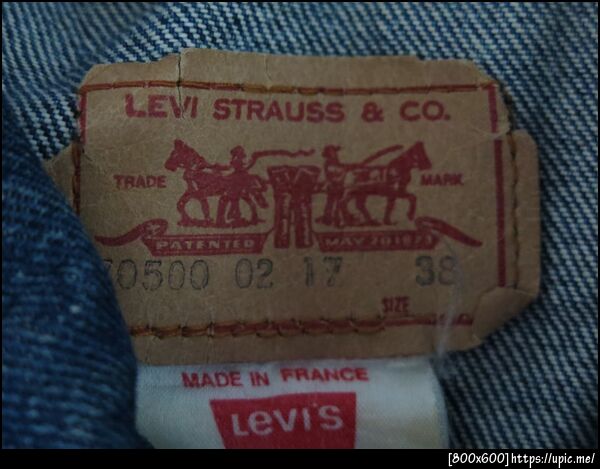 LEVI STRAUSS & CO.
TRADE MARK
PATENTED MAY 20 1873
70500 02 17 38
SIZE
MADE IN FRANCE
LEVI'S
[800x600]https://upic.me/